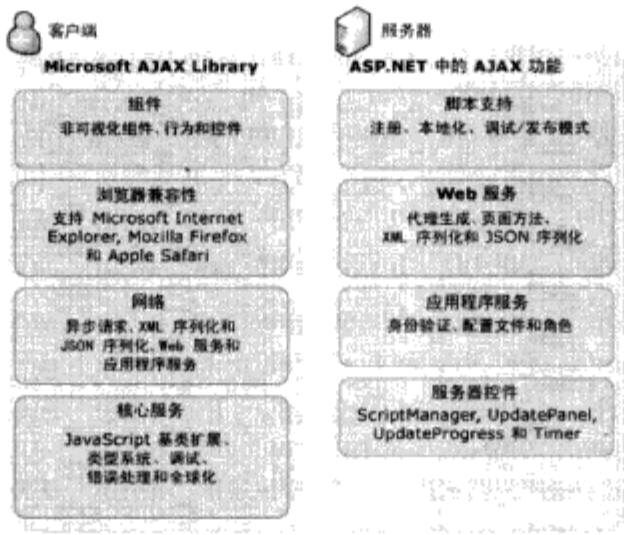 客户端
Microsoft AJAX Library
组件
非可视化组件、行为和控件
浏览器兼容性
支持 Microsoft Internet
Explorer, Mozilla Firefox
和 Apple Safari
网络
异步请求、XML 序列化和
JSON 序列化、Web 服务和
应用程序服务
核心服务
JavaScript 基类扩展、
类型系统、调试、
错误处理和全球化
服务器
ASP.NET 中的 AJAX 功能
脚本支持
注册、本地化、调试/发布模式
Web 服务
代理生成、页面方法、
XML 序列化和 JSON 序列化
应用程序服务
身份验证、配置文件和角色
服务器控件
ScriptManager, UpdatePanel,
UpdateProgress 和 Timer